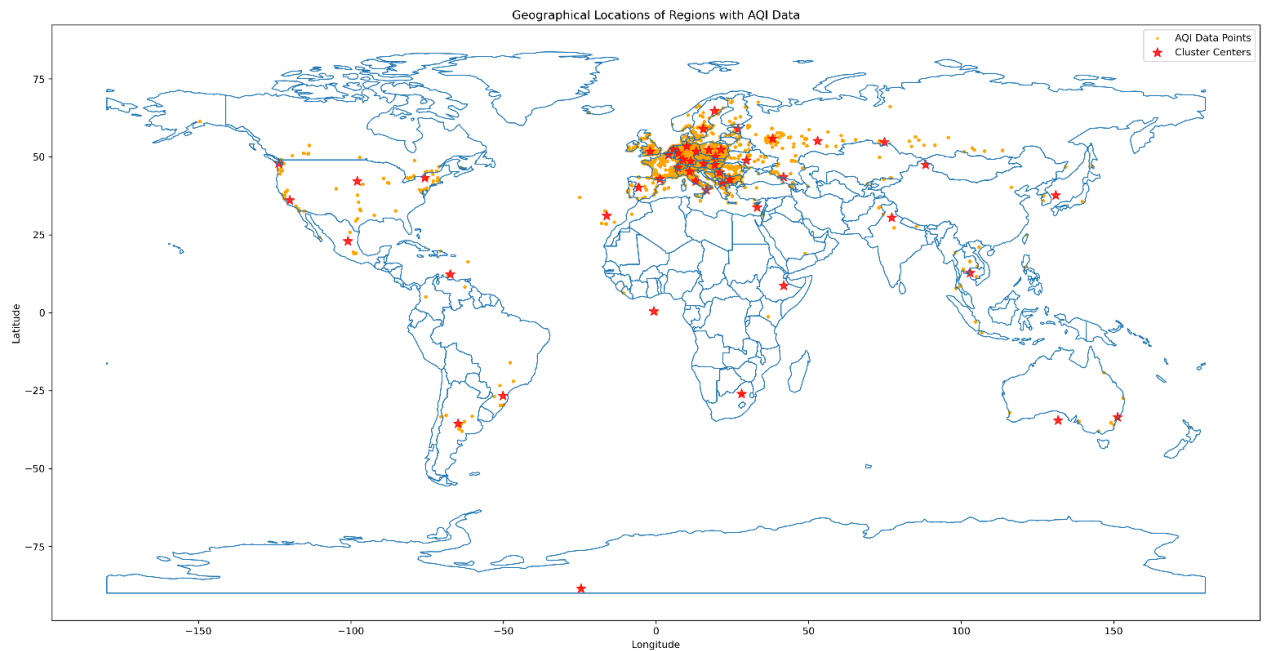 Geographical Locations of Regions with AQI Data
AQI Data Points
Cluster Centers
Latitude
75
50
25
0
−25
−50
−75
−150
−100
−50
0
50
100
150
Longitude